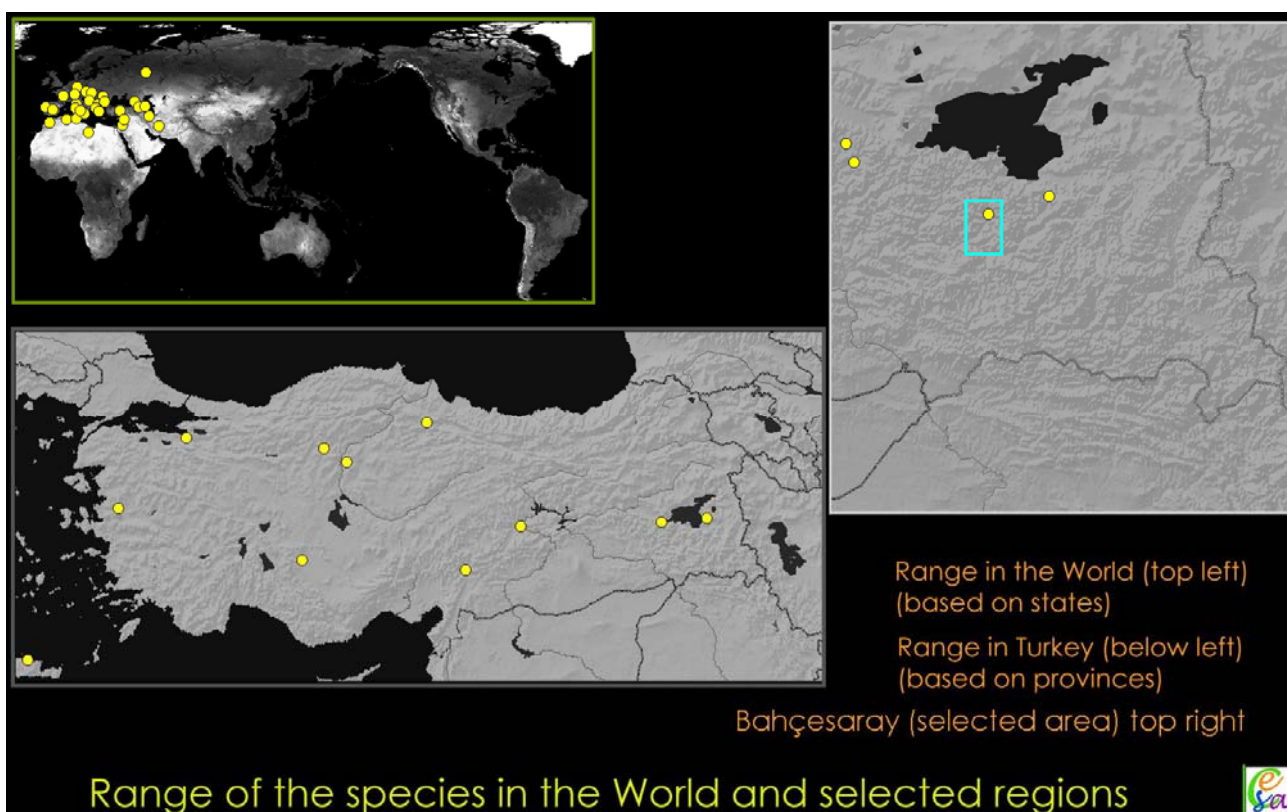 Range in the World (top left)
(based on states)
Range in Turkey (below left)
(based on provinces)
Bahçesaray (selected area) top right
Range of the species in the World and selected regions